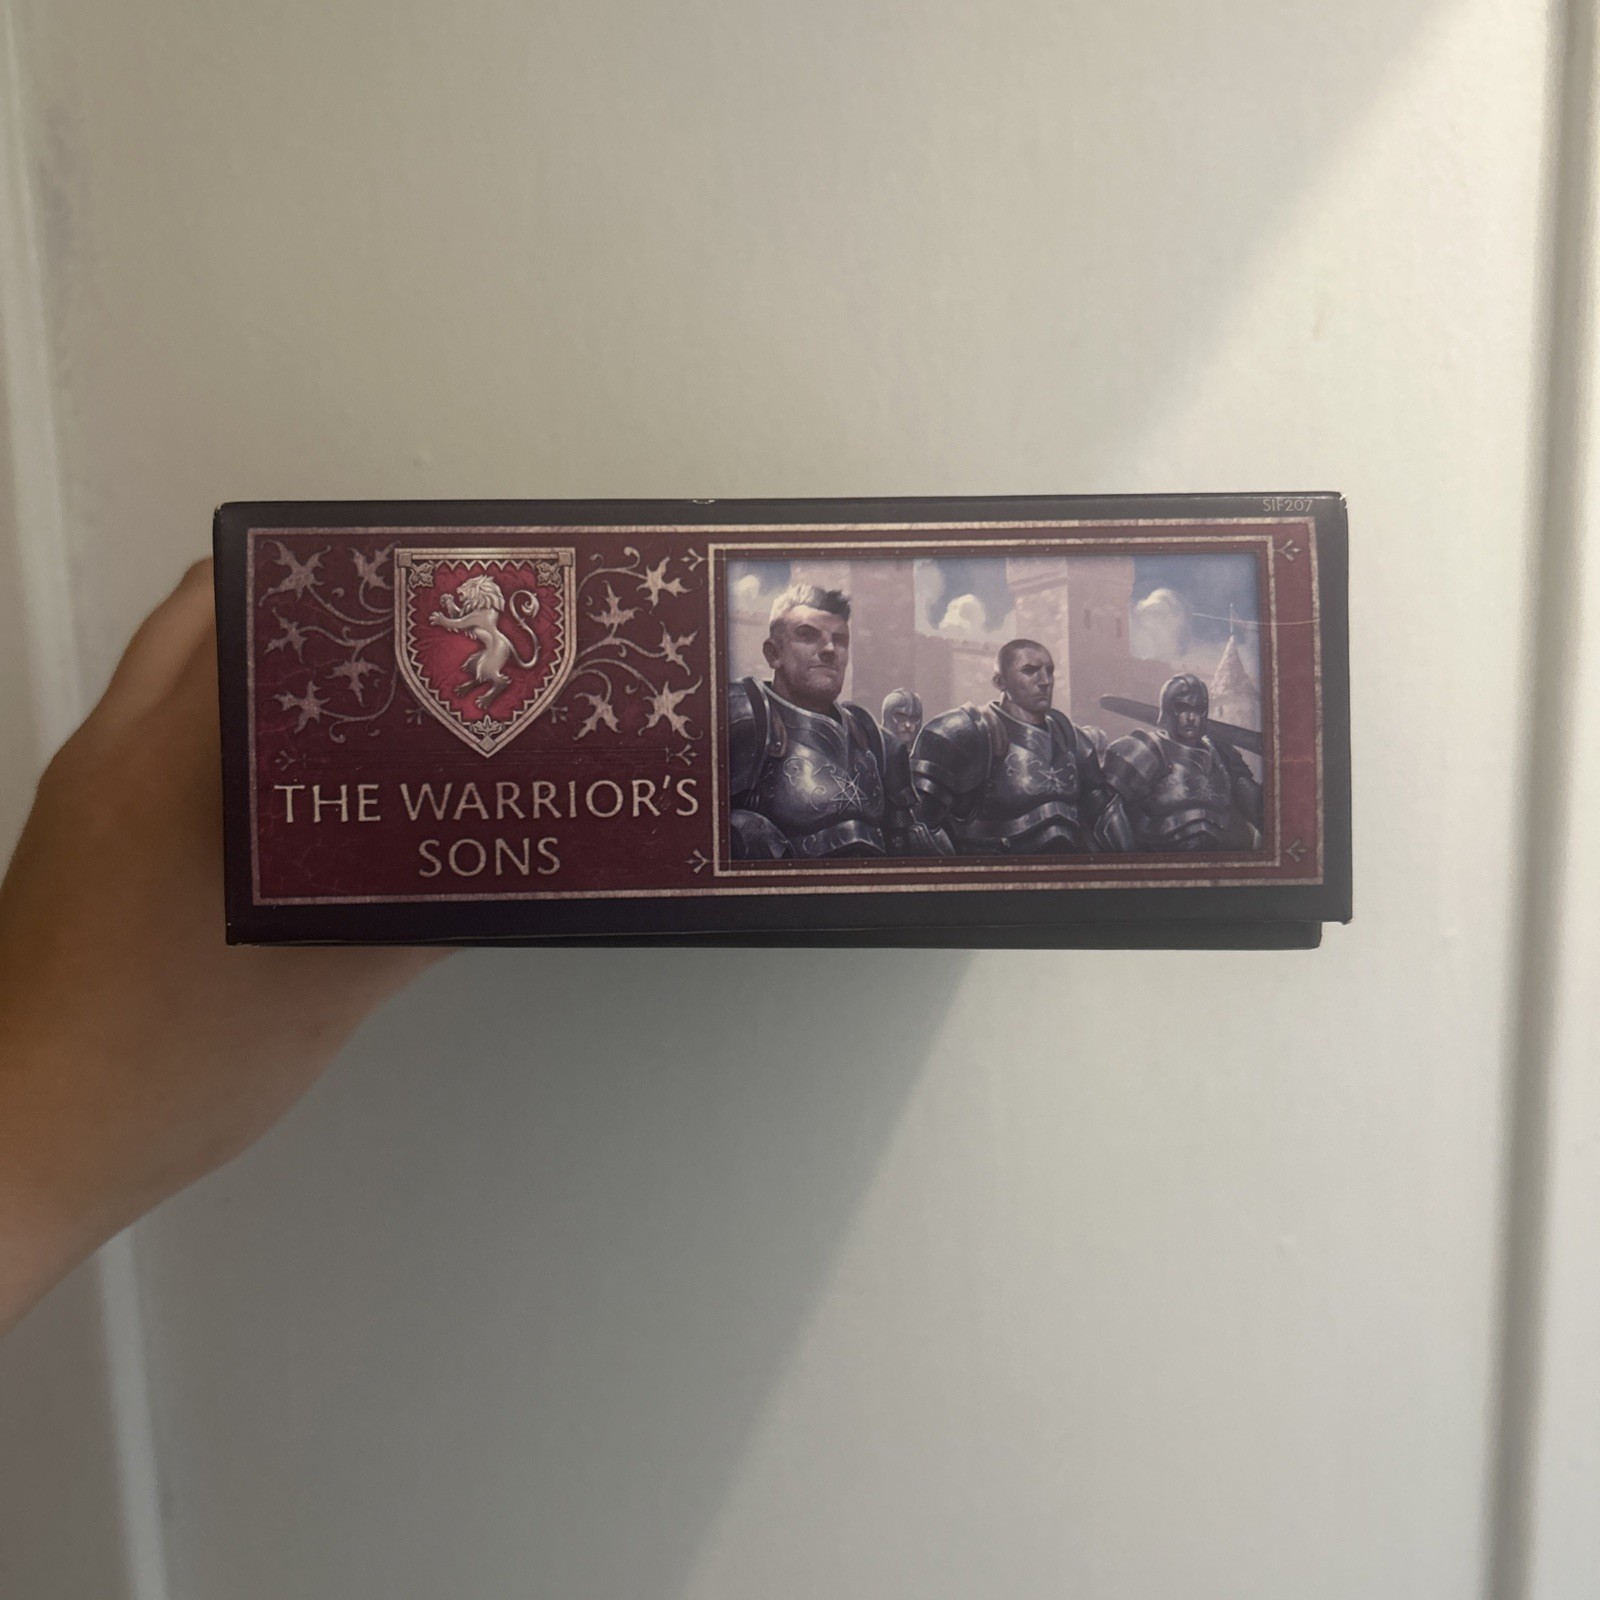 SIF207
THE WARRIOR'S
SONS